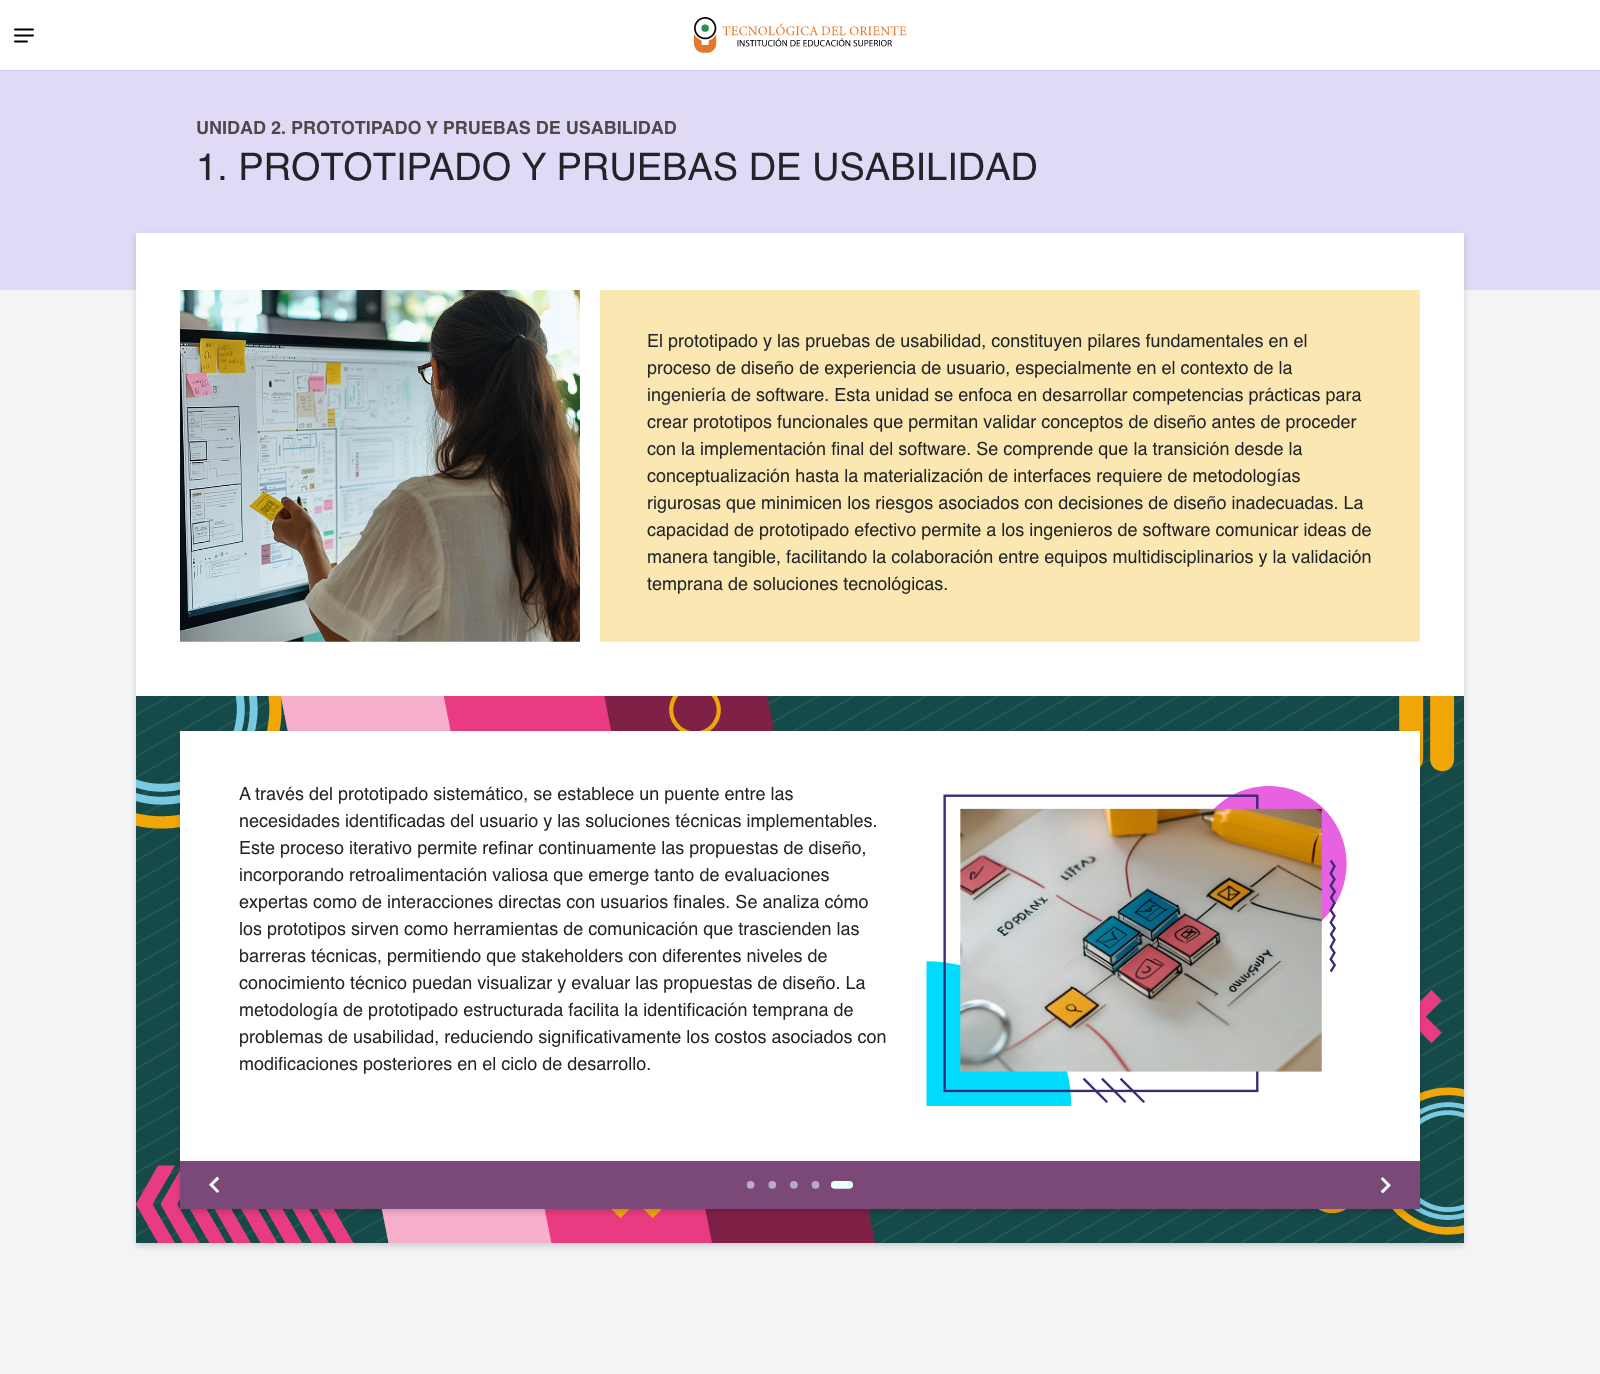 TECNOLÓGICA DEL ORIENTE
INSTITUCIÓN DE EDUCACIÓN SUPERIOR
UNIDAD 2. PROTOTIPADO Y PRUEBAS DE USABILIDAD
1. PROTOTIPADO Y PRUEBAS DE USABILIDAD
El prototipado y las pruebas de usabilidad, constituyen pilares fundamentales en el
proceso de diseño de experiencia de usuario, especialmente en el contexto de la
ingeniería de software. Esta unidad se enfoca en desarrollar competencias prácticas para
crear prototipos funcionales que permitan validar conceptos de diseño antes de proceder
con la implementación final del software. Se comprende que la transición desde la
conceptualización hasta la materialización de interfaces requiere de metodologías
rigurosas que minimicen los riesgos asociados con decisiones de diseño inadecuadas. La
capacidad de prototipado efectivo permite a los ingenieros de software comunicar ideas de
manera tangible, facilitando la colaboración entre equipos multidisciplinarios y la validación
temprana de soluciones tecnológicas.
A través del prototipado sistemático, se establece un puente entre las
necesidades identificadas del usuario y las soluciones técnicas implementables.
Este proceso iterativo permite refinar continuamente las propuestas de diseño,
incorporando retroalimentación valiosa que emerge tanto de evaluaciones
expertas como de interacciones directas con usuarios finales. Se analiza cómo
los prototipos sirven como herramientas de comunicación que trascienden las
barreras técnicas, permitiendo que stakeholders con diferentes niveles de
conocimiento técnico puedan visualizar y evaluar las propuestas de diseño. La
metodología de prototipado estructurada facilita la identificación temprana de
problemas de usabilidad, reduciendo significativamente los costos asociados con
modificaciones posteriores en el ciclo de desarrollo.